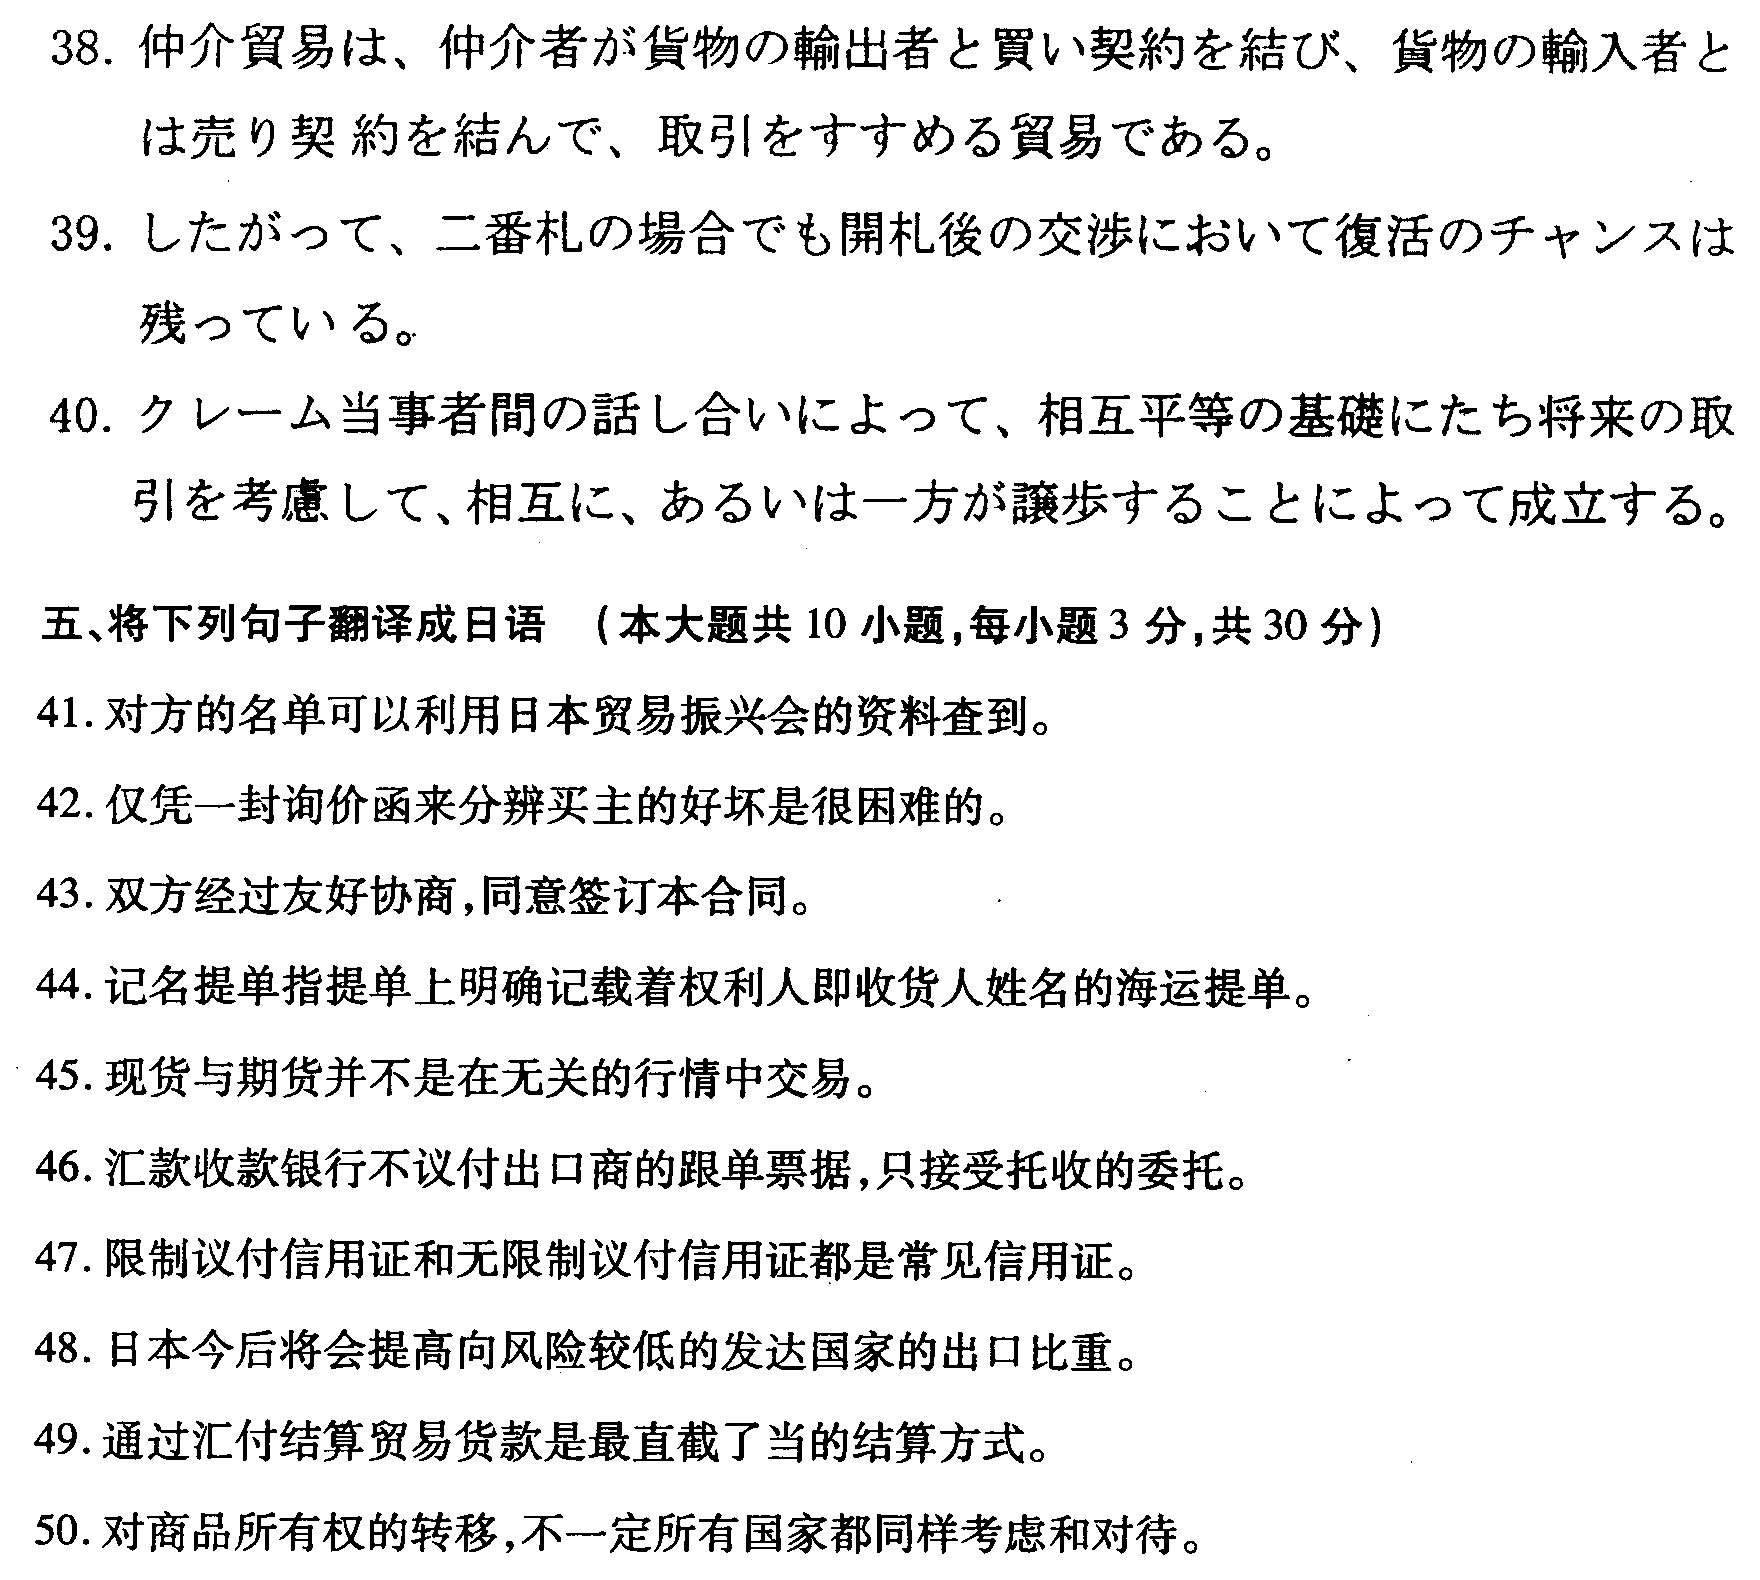 38. 仲介貿易は、仲介者が貨物の輸出者と買い契約を結び、貨物の輸入者と
は売り契約を結んで、取引をすすめる貿易である。
39. したがって、二番札の場合でも開札後の交渉において復活のチャンスは
残っている。
40. クレーム当事者間の話し合いによって、相互平等の基礎にたち将来の取
引を考慮して、相互に、あるいは一方が譲歩することによって成立する。
五、将下列句子翻译成日语 （本大题共 10 小题,每小题 3 分,共 30 分）
41. 对方的名单可以利用日本贸易振兴会的资料查到。
42. 仅凭一封询价函来分辨买主的好坏是很困难的。
43. 双方经过友好协商,同意签订本合同。
44. 记名提单指提单上明确记载着权利人即收货人姓名的海运提单。
45. 现货与期货并不是在无关的行情中交易。
46. 汇款收款银行不议付出口商的跟单票据,只接受托收的委托。
47. 限制议付信用证和无限制议付信用证都是常见信用证。
48. 日本今后将会提高向风险较低的发达国家的出口比重。
49. 通过汇付结算贸易货款是最直截了当的结算方式。
50. 对商品所有权的转移,不一定所有国家都同样考虑和对待。